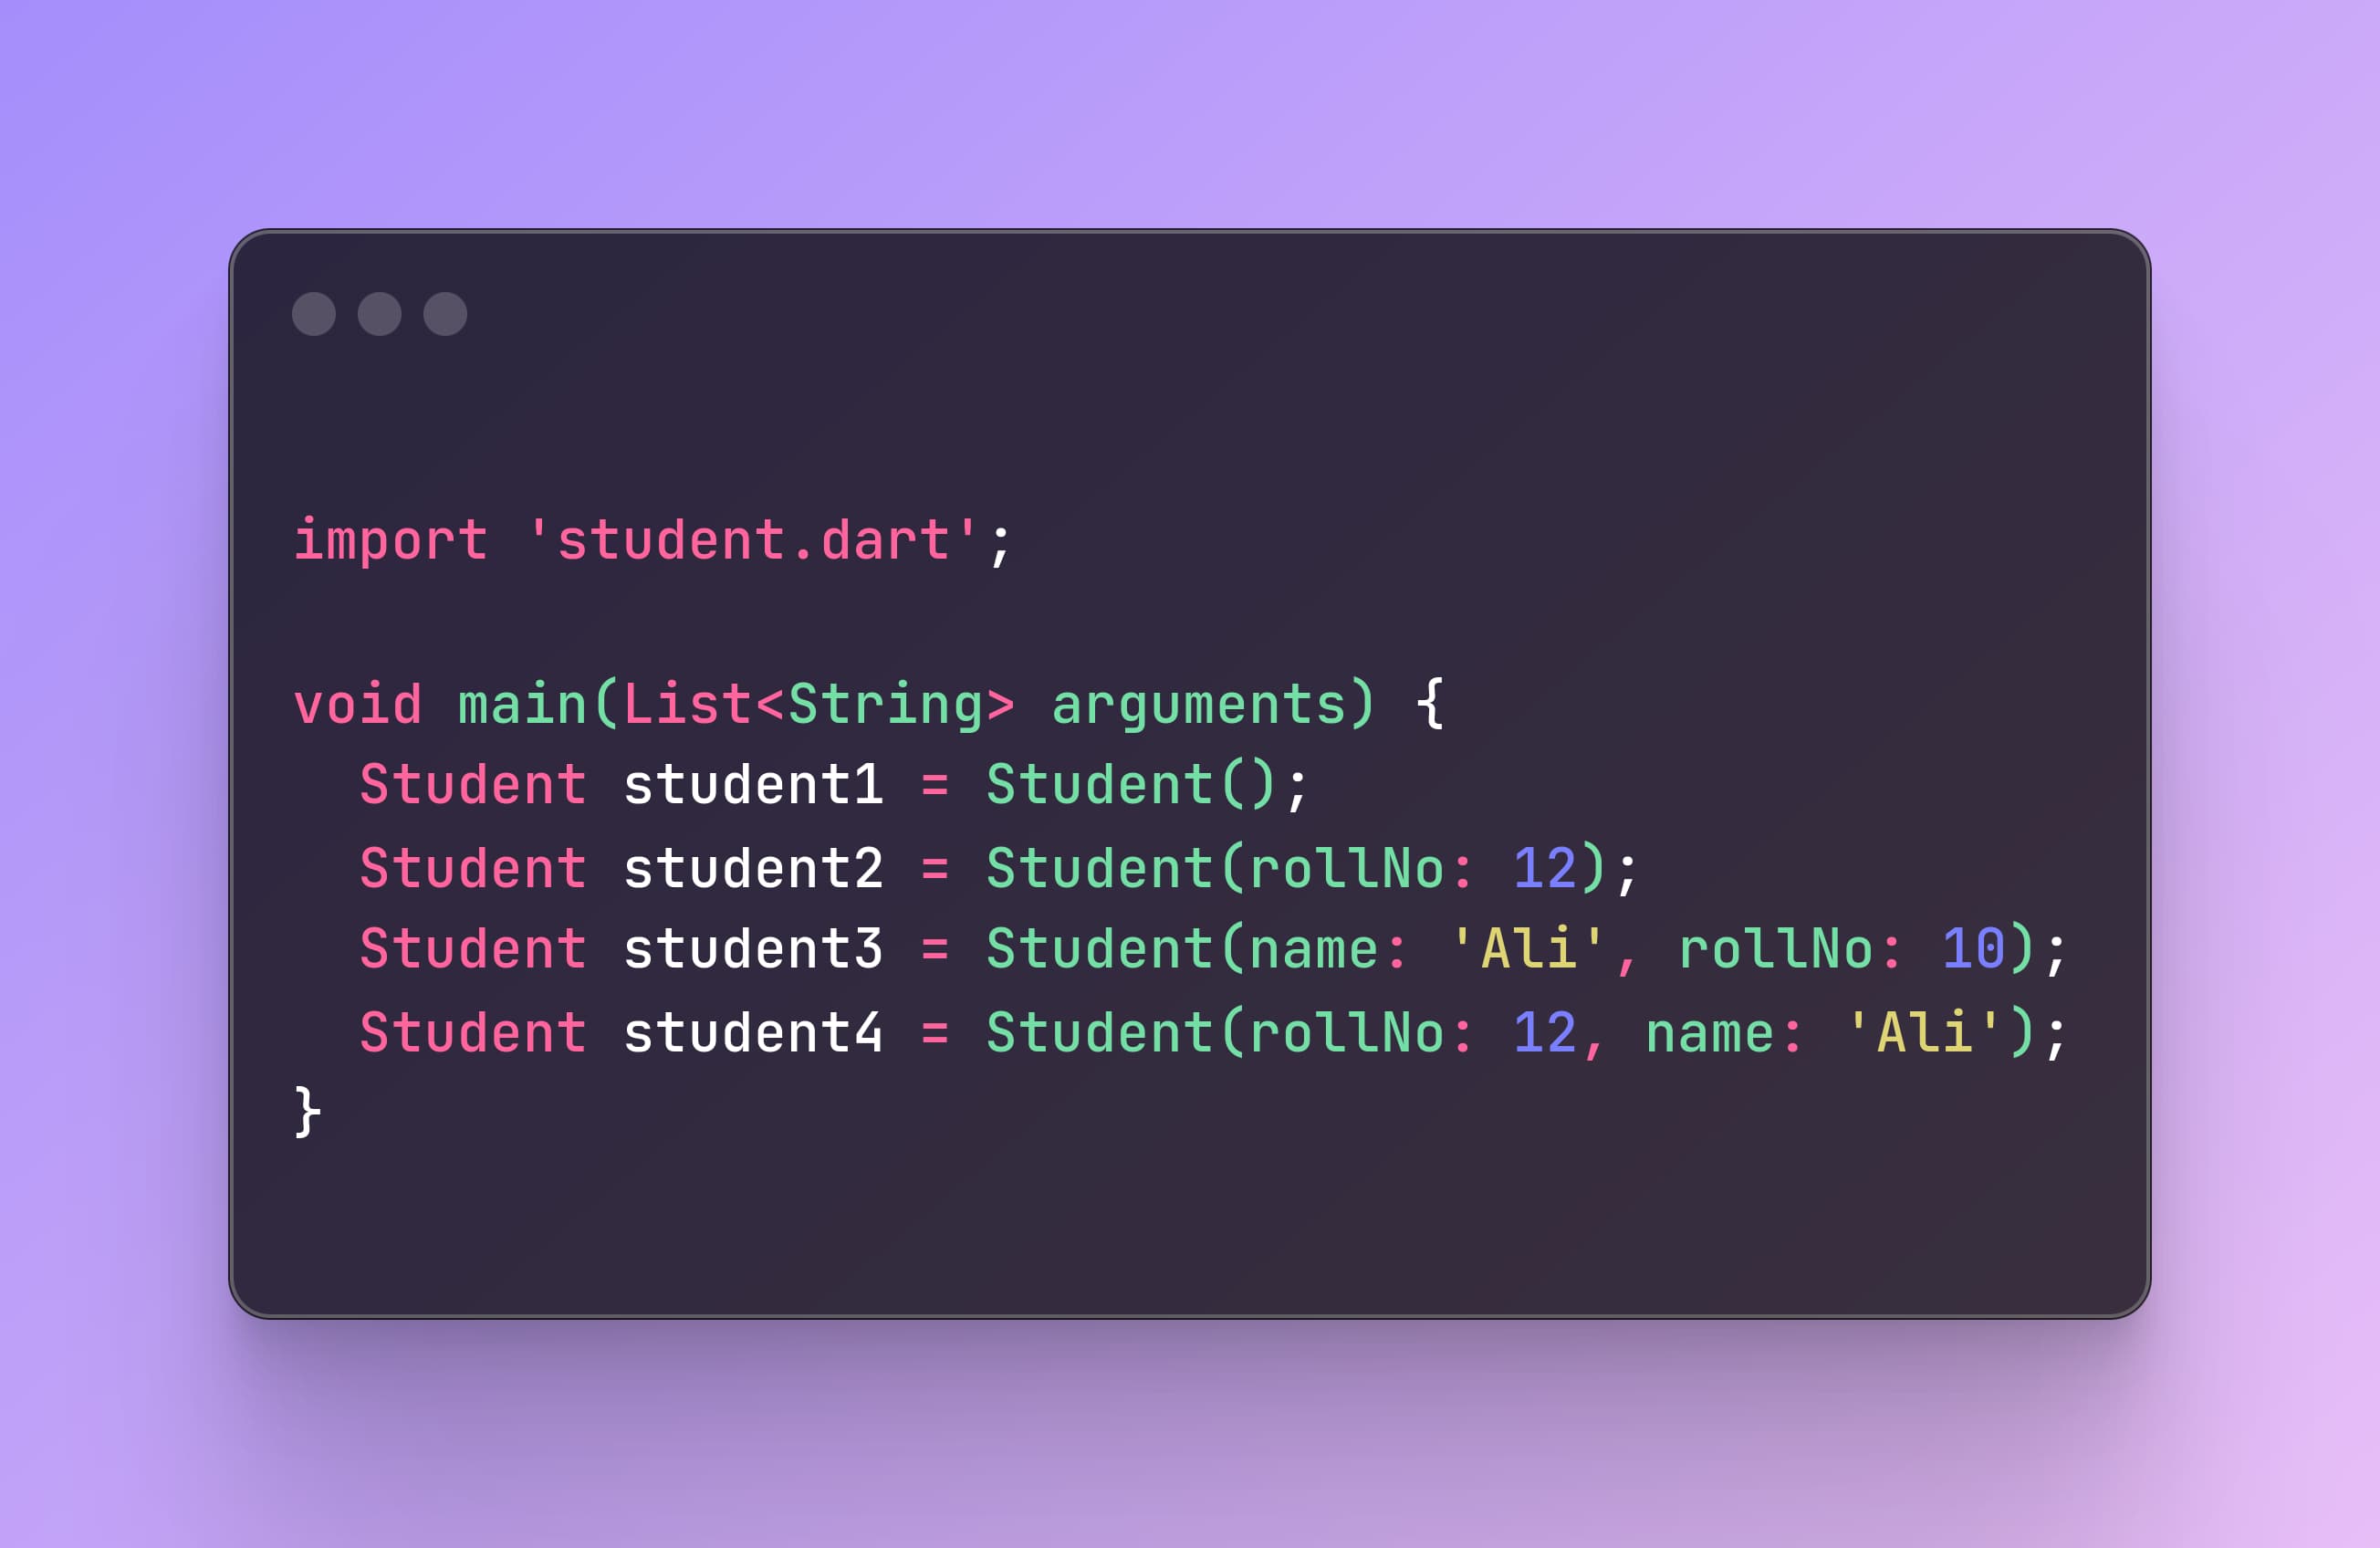 import 'student.dart';
void main(List<String> arguments) {
  Student student1 = Student();
  Student student2 = Student(rollNo: 12);
  Student student3 = Student(name: 'Ali', rollNo: 10);
  Student student4 = Student(rollNo: 12, name: 'Ali');
}